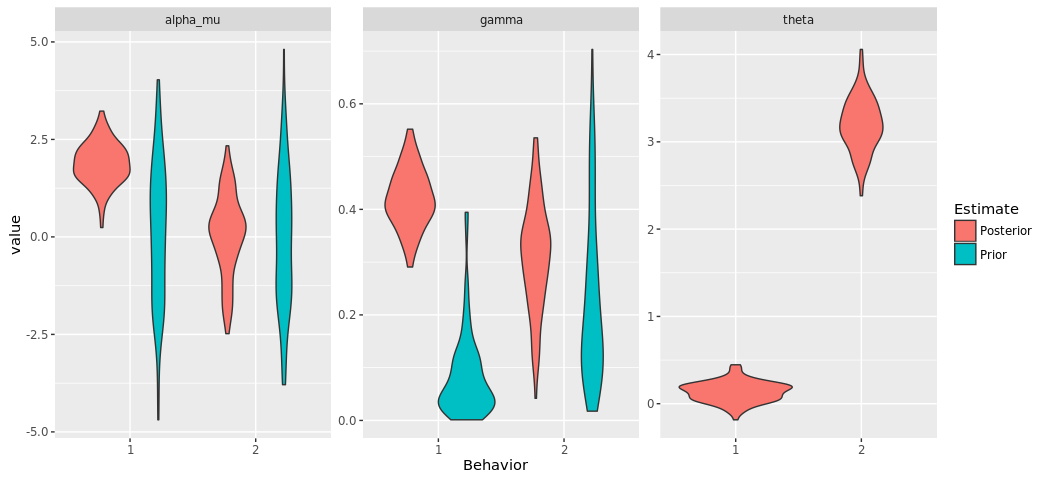 alpha_mu
gamma
theta
value
5.0
2.5
0.0
-2.5
-5.0
0.6
0.4
0.2
0.0
4
3
2
1
0
1 2
1 2
1 2
Behavior
Estimate
Posterior
Prior